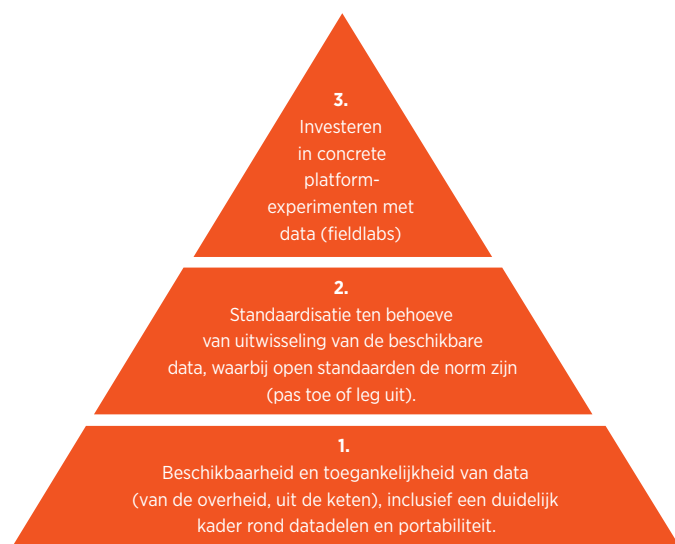 3.
Investeren
in concrete
platform-
experimenten met
data (fieldlabs)
2.
Standaardisatie ten behoeve
van uitwisseling van de beschikbare
data, waarbij open standaarden de norm zijn
(pas toe of leg uit).
1.
Beschikbaarheid en toegankelijkheid van data
(van de overheid, uit de keten), inclusief een duidelijk
kader rond datadelen en portabiliteit.